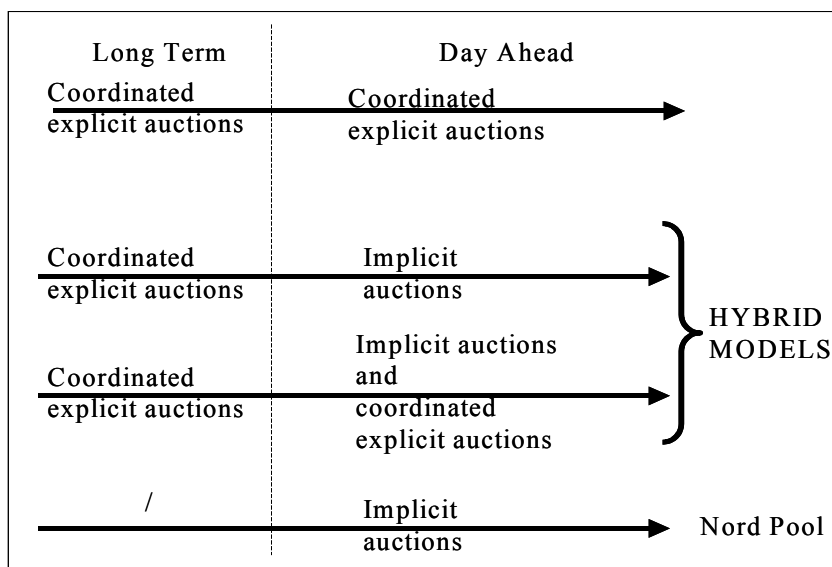 Long Term
Day Ahead
Coordinated
explicit auctions
Coordinated
explicit auctions
Coordinated
explicit auctions
Implicit
auctions
HYBRID
MODELS
Coordinated
explicit auctions
Implicit auctions
and
coordinated
explicit auctions
/
Implicit
auctions
Nord Pool